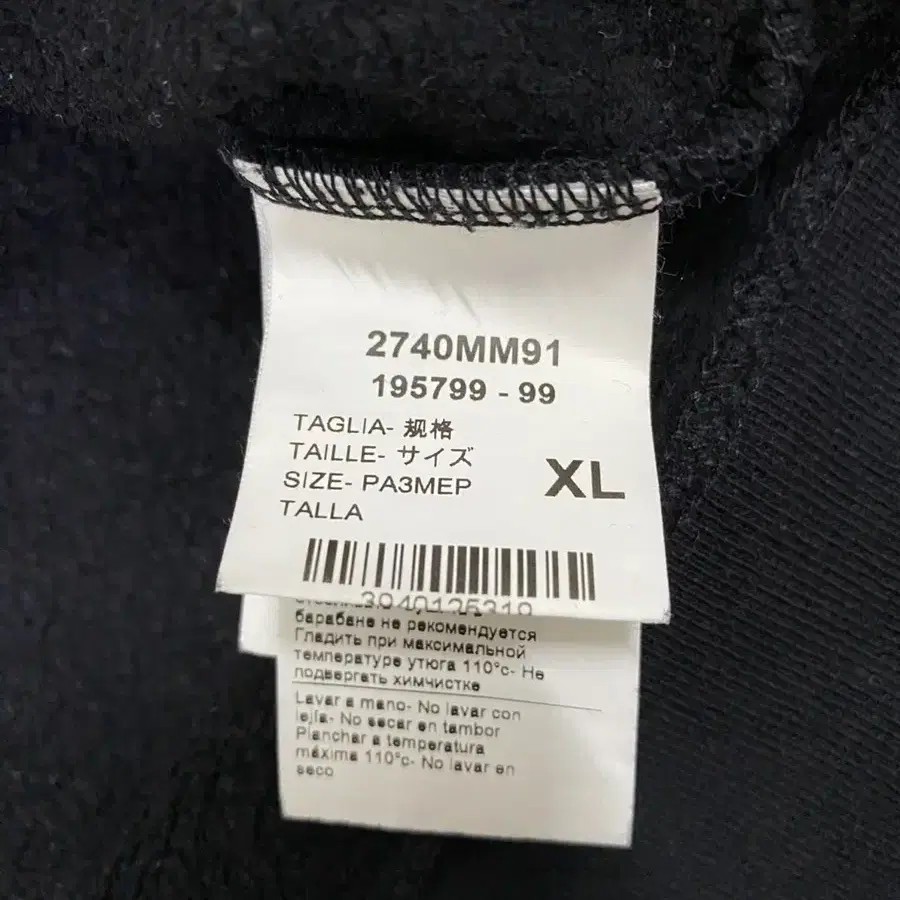 2740MM91
195799 - 99
TAGLIA- 规格
TAILLE- サイズ
SIZE- РАЗМЕР
TALLA
XL
3940125319
барабане не рекомендуется
Гладить при максимальной
температуре утюга 110°c- Не
подвергать химчистке
Lavar a mano- No lavar con
lejía- No secar en tambor
Planchar a temperatura
máxima 110°c- No lavar en
seco